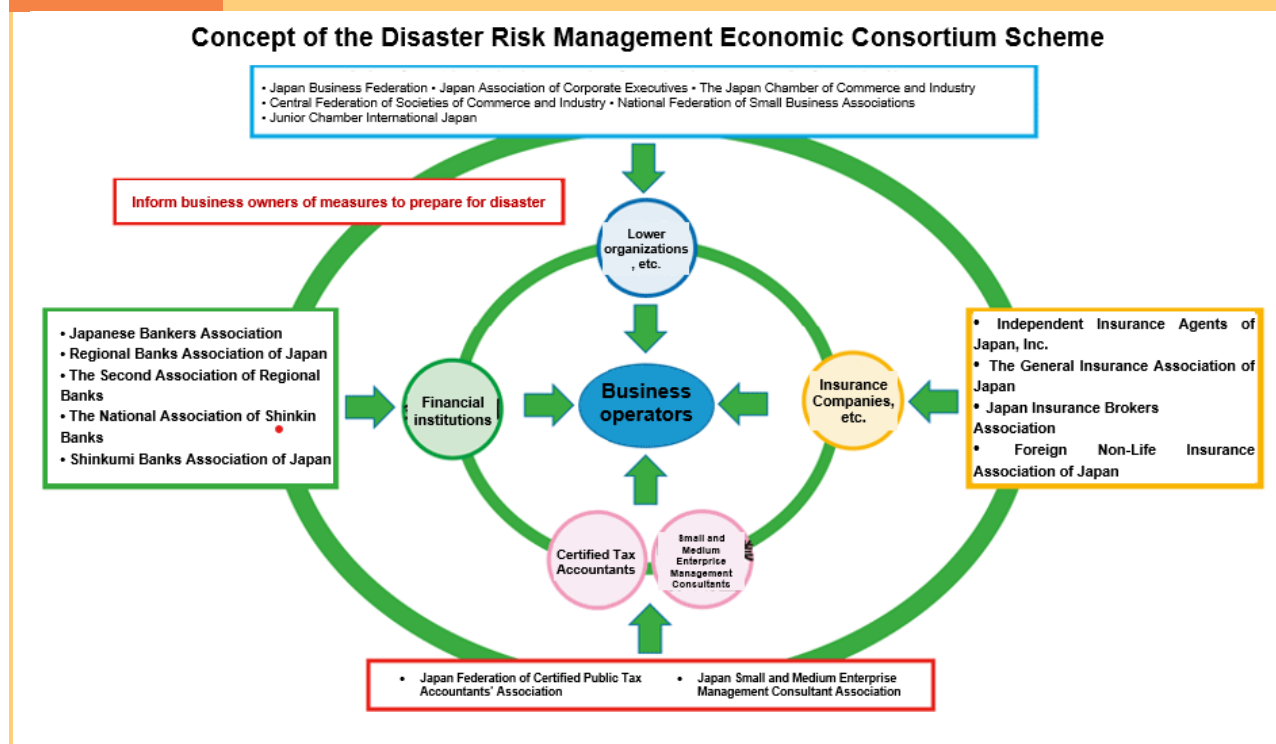 Concept of the Disaster Risk Management Economic Consortium Scheme
• Japan Business Federation • Japan Association of Corporate Executives • The Japan Chamber of Commerce and Industry
• Central Federation of Societies of Commerce and Industry • National Federation of Small Business Associations
• Junior Chamber International Japan
Inform business owners of measures to prepare for disaster
Lower
organizations
, etc.
• Japanese Bankers Association
• Regional Banks Association of Japan
• The Second Association of Regional
Banks
• The National Association of Shinkin
Banks
• Shinkumi Banks Association of Japan
Financial
institutions
Business
operators
Insurance
Companies,
etc.
• Independent Insurance Agents of
Japan, Inc.
• The General Insurance Association of
Japan
• Japan Insurance Brokers
Association
• Foreign Non-Life Insurance
Association of Japan
Certified Tax
Accountants
Small and
Medium
Enterprise
Management
Consultants
• Japan Federation of Certified Public Tax
Accountants' Association
• Japan Small and Medium Enterprise
Management Consultant Association